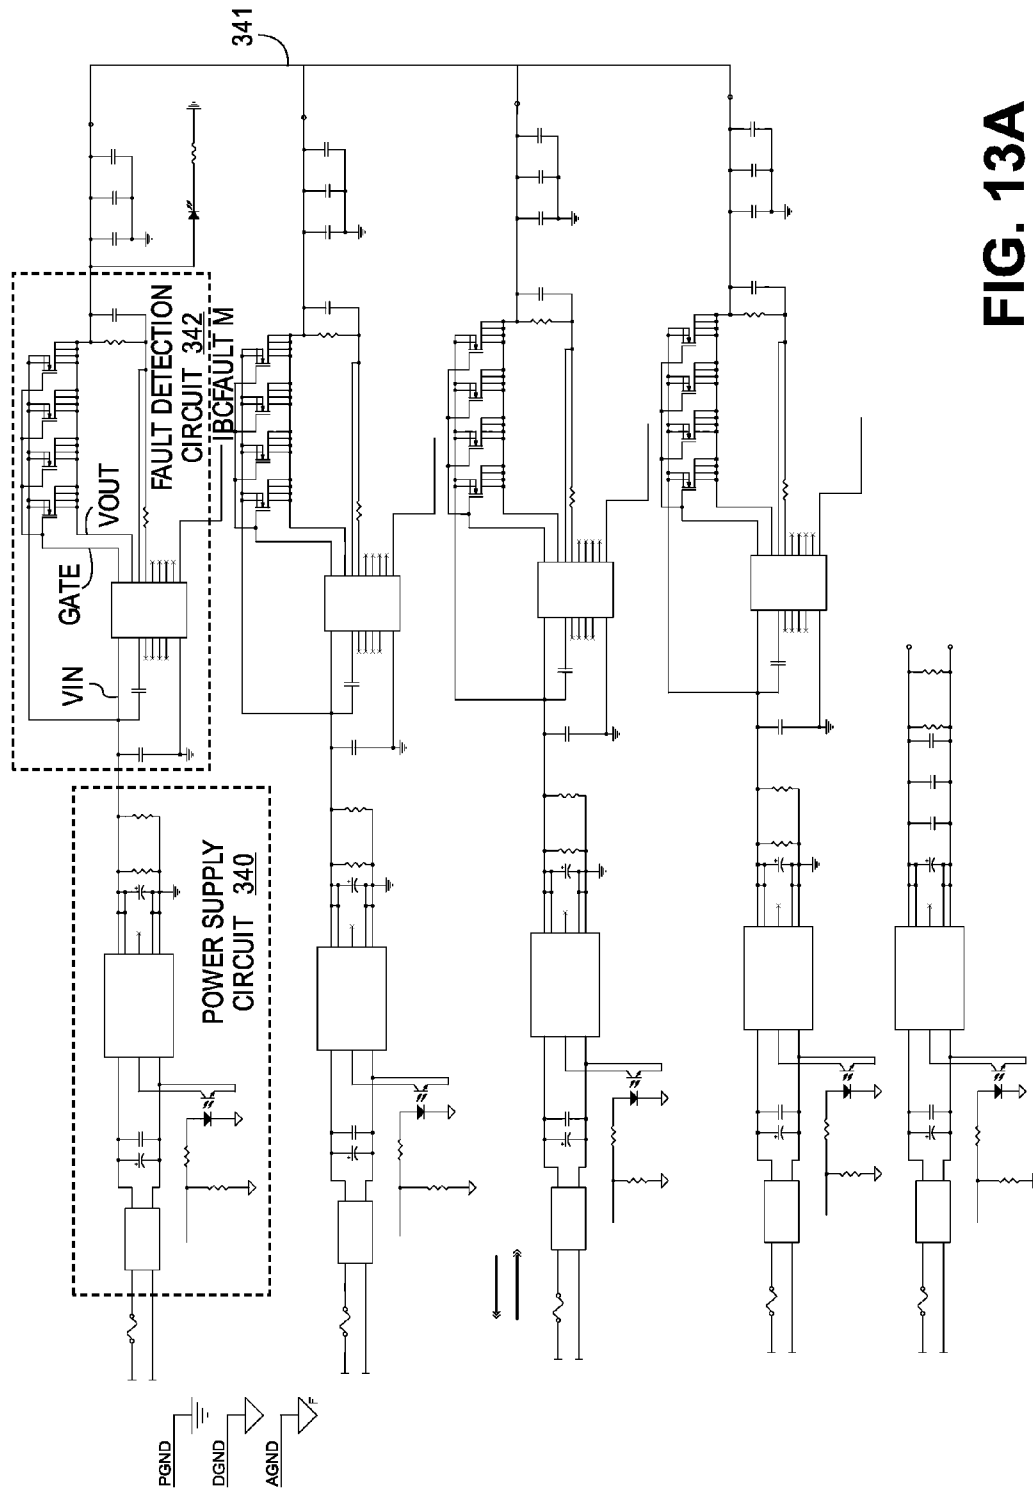 341
FAULT DETECTION
CIRCUIT 342
IBCFAULT M
VOUT
GATE
VIN
POWER SUPPLY
CIRCUIT 340
PGND
DGND
AGND
FIG. 13A